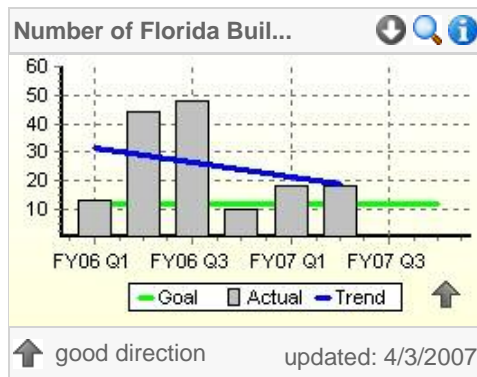 Number of Florida Buil...
60
50
40
30
20
10
FY06 Q1 FY06 Q3 FY07 Q1 FY07 Q3
Goal Actual Trend
good direction updated: 4/3/2007